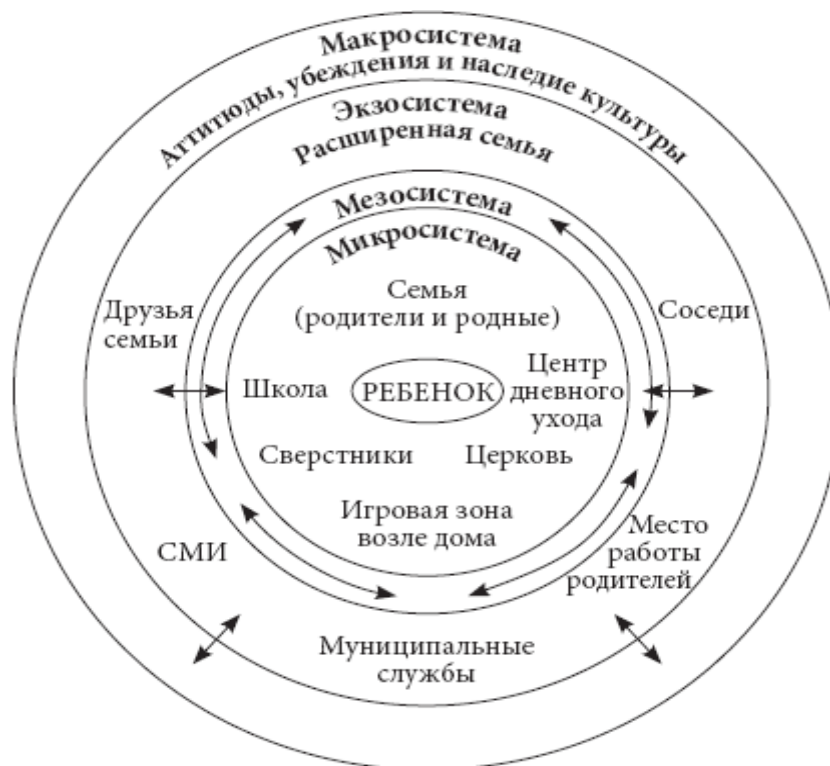 Макросистема
Аттитюды, убеждения и наследие культуры
Экзосистема
Расширенная семья
Мезосистема
Микросистема
Семья
(родители и родные)
Друзья
семьи
Соседи
Школа
РЕБЕНОК
Центр
дневного
ухода
Сверстники
Церковь
Игровая зона
возле дома
СМИ
Место
работы
родителей
Муниципальные
службы